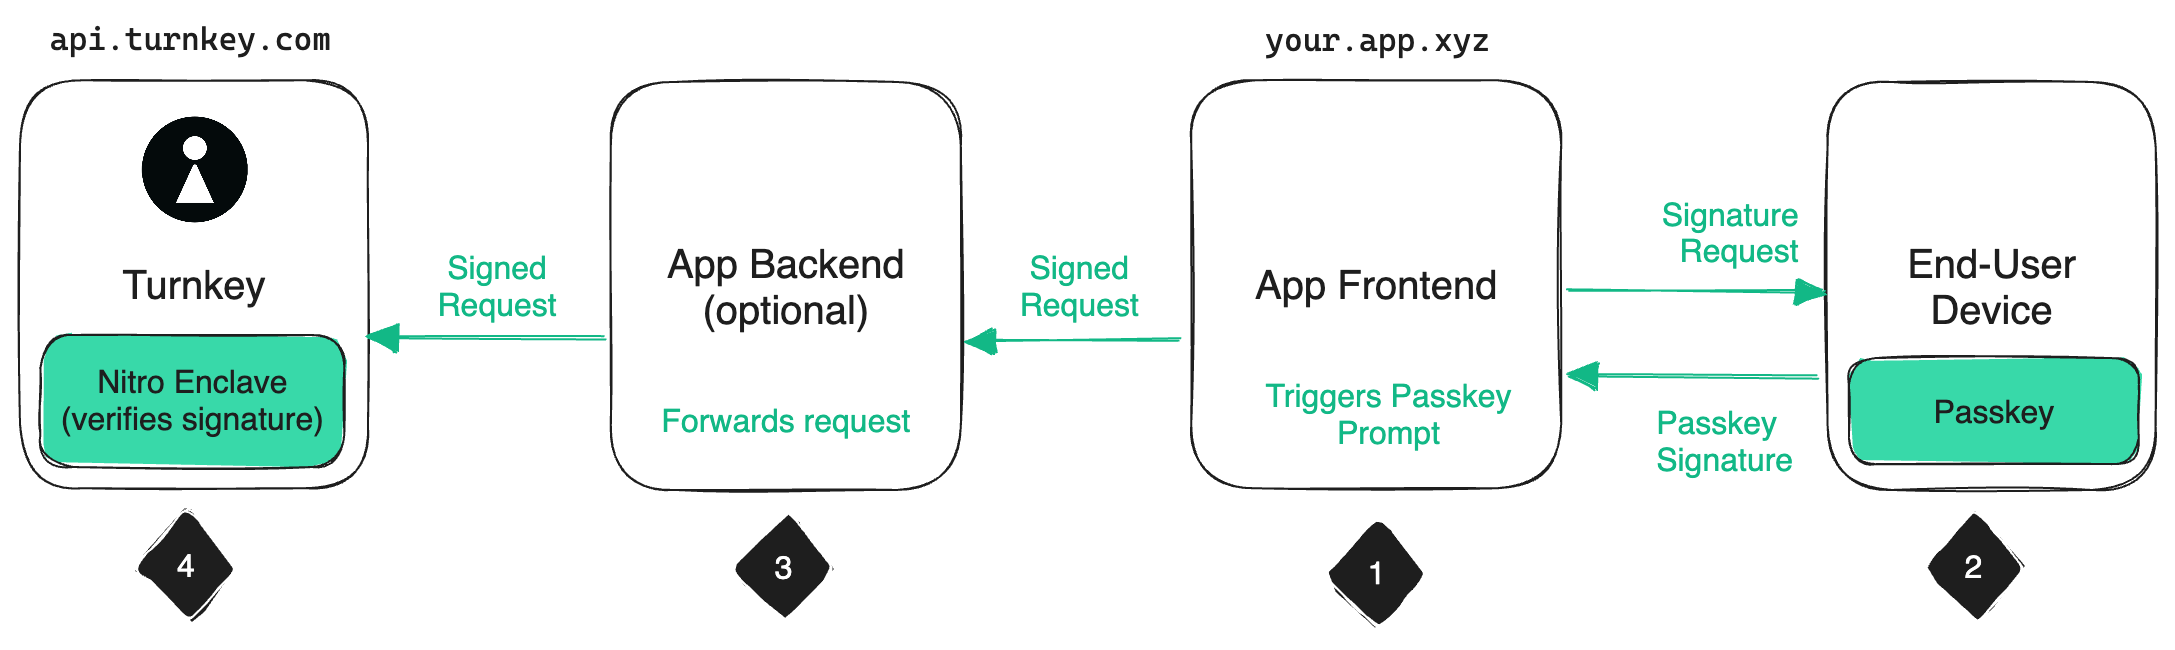 api.turnkey.com
Turnkey
Nitro Enclave
(verifies signature)
4
Signed
Request
App Backend
(optional)
Forwards request
3
Signed
Request
your.app.xyz
App Frontend
Triggers Passkey
Prompt
1
Signature
Request
Passkey
Signature
End-User
Device
Passkey
2